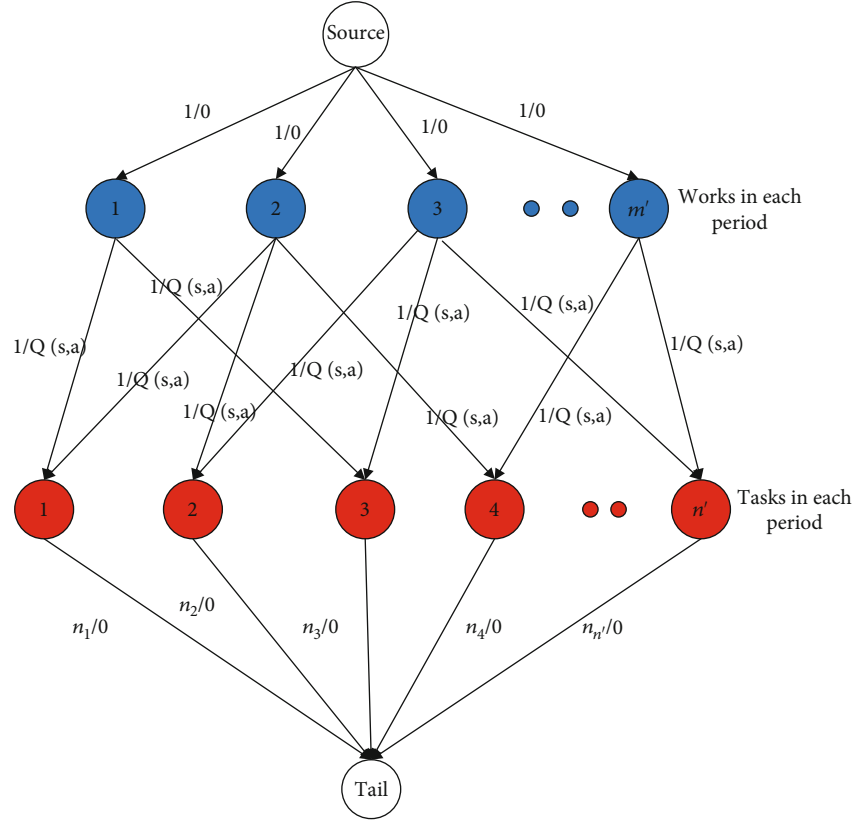 Source
1/0
1/0
1/0
1/0
1
2
3
m′
Works in each
period
1/Q (s,a)
1/Q (s,a)
1/Q (s,a)
1/Q (s,a)
1/Q (s,a)
1/Q (s,a)
1/Q (s,a)
1/Q (s,a)
1/Q (s,a)
1/Q (s,a)
1
2
3
4
n′
Tasks in each
period
n₁/0
n₂/0
n₃/0
n₄/0
nₙ′/0
Tail